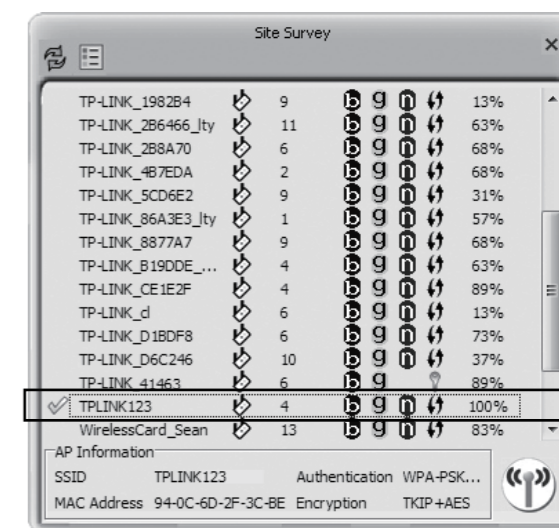 Site Survey
TP-LINK_1982B4 9 b g n 13%
TP-LINK_2B6466_lty 11 b g n 63%
TP-LINK_2B8A70 6 b g n 68%
TP-LINK_4B7EDA 2 b g n 68%
TP-LINK_5CD6E2 9 b g n 31%
TP-LINK_86A3E3_lty 1 b g n 57%
TP-LINK_8877A7 9 b g n 68%
TP-LINK_B19DDE_... 4 b g n 63%
TP-LINK_CE1E2F 4 b g n 89%
TP-LINK_cl 6 b g n 13%
TP-LINK_D1BDF8 6 b g n 73%
TP-LINK_D6C246 10 b g n 37%
TP-LINK_41463 6 b g 89%
TPLINK123 4 b g n 100%
WirelessCard_Sean 13 b g n 83%
AP Information
SSID TPLINK123 Authentication WPA-PSK...
MAC Address 94-0C-6D-2F-3C-BE Encryption TKIP+AES